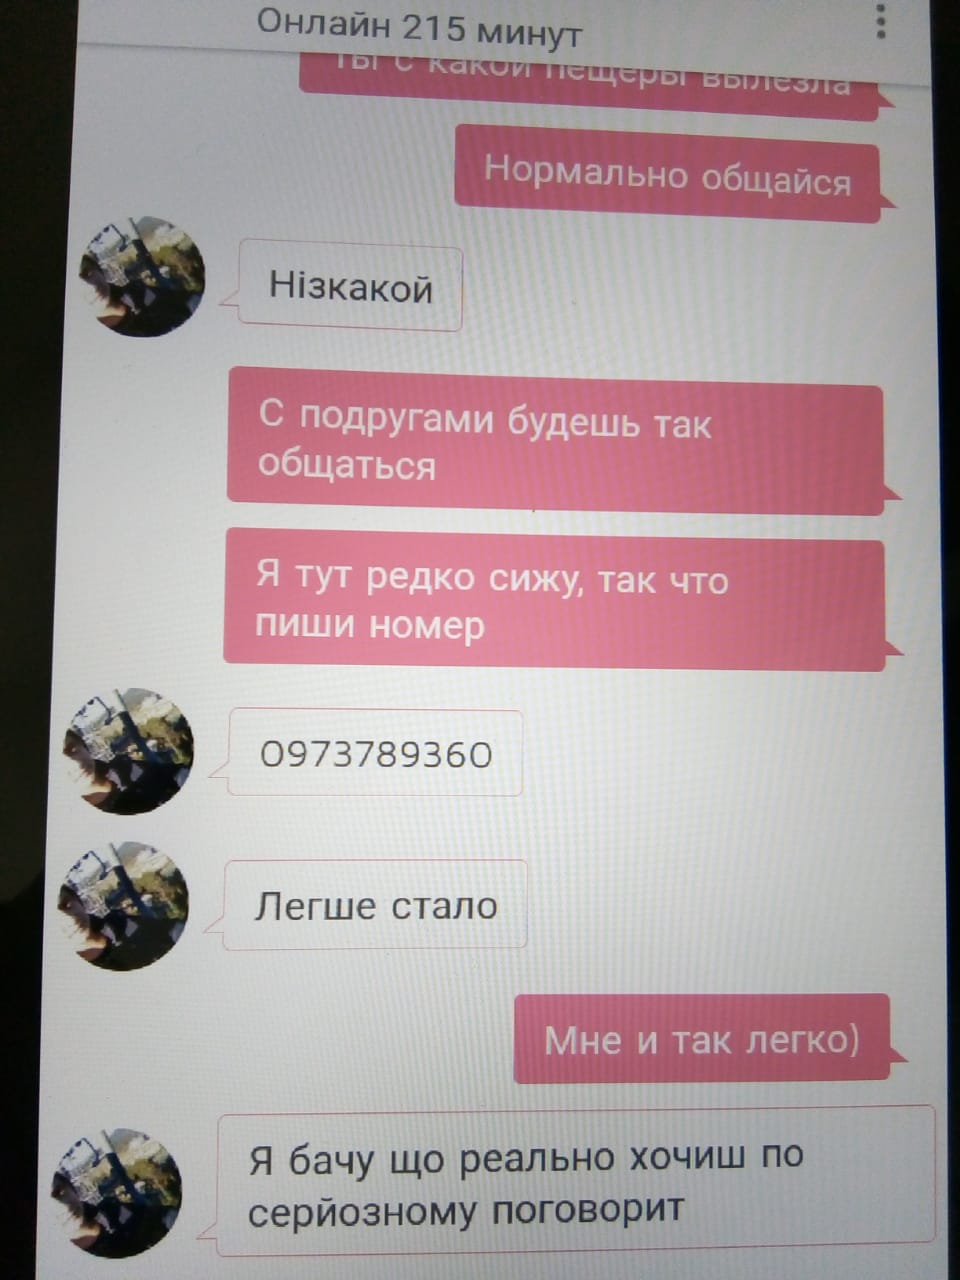 Онлайн 215 минут
ты с какой пещеры вылезла
Нормально общайся
Нізкакой
С подругами будешь так
общаться
Я тут редко сижу, так что
пиши номер
0973789360
Легше стало
Мне и так легко)
Я бачу що реально хочиш по
серйозному поговорит